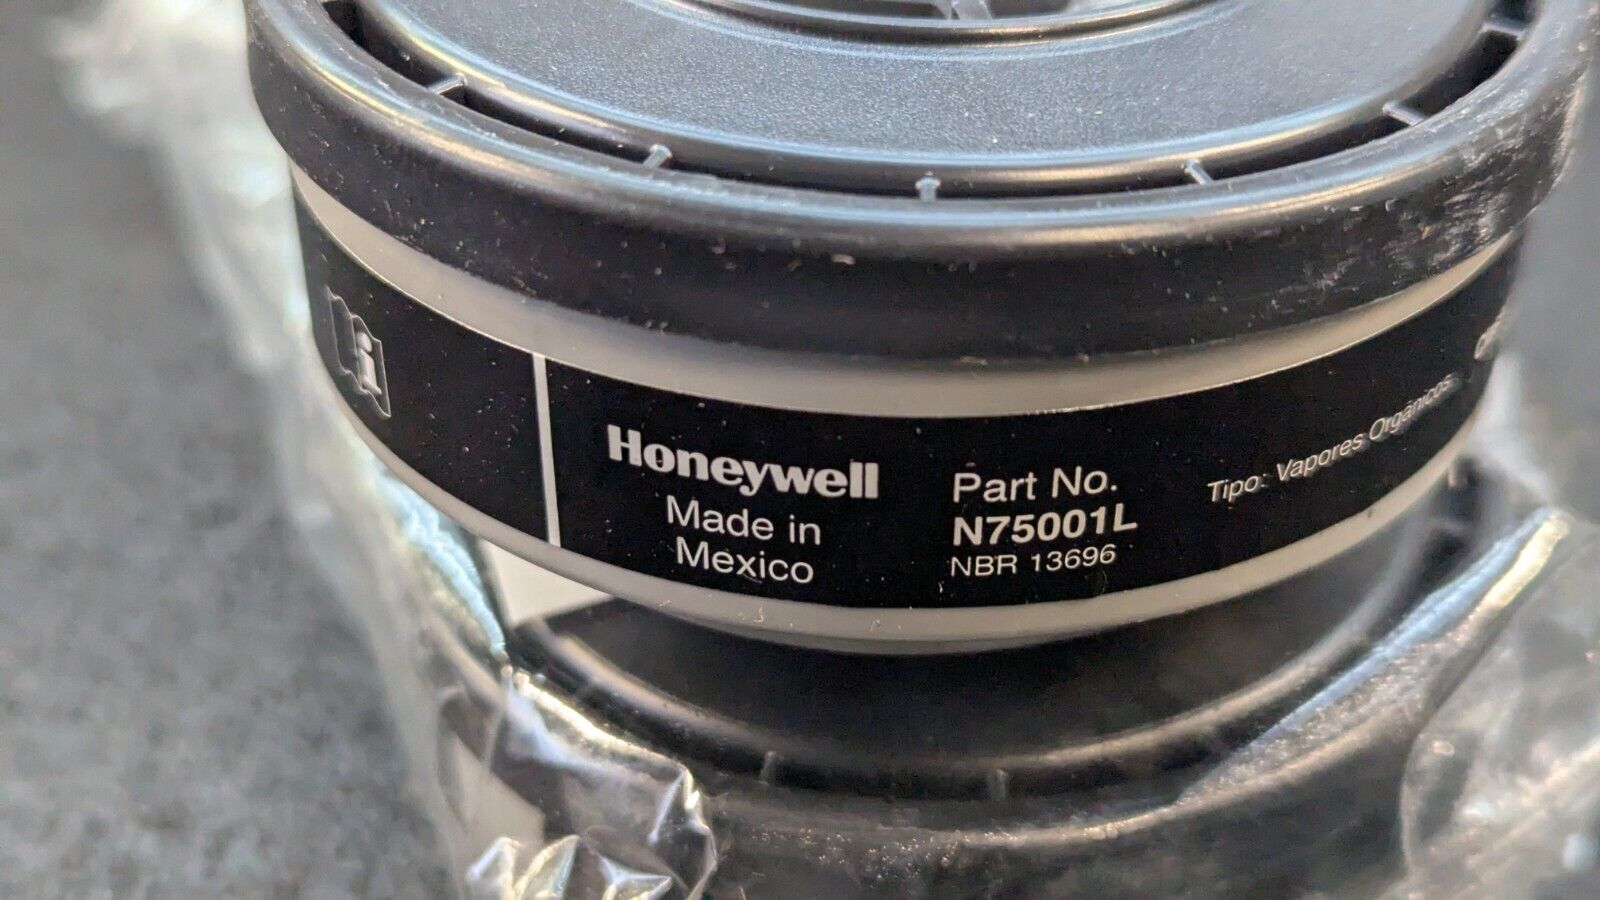 i
Honeywell
Made in
Mexico
Part No.
N75001L
NBR 13696
Tipo: Vapores Orgânicos